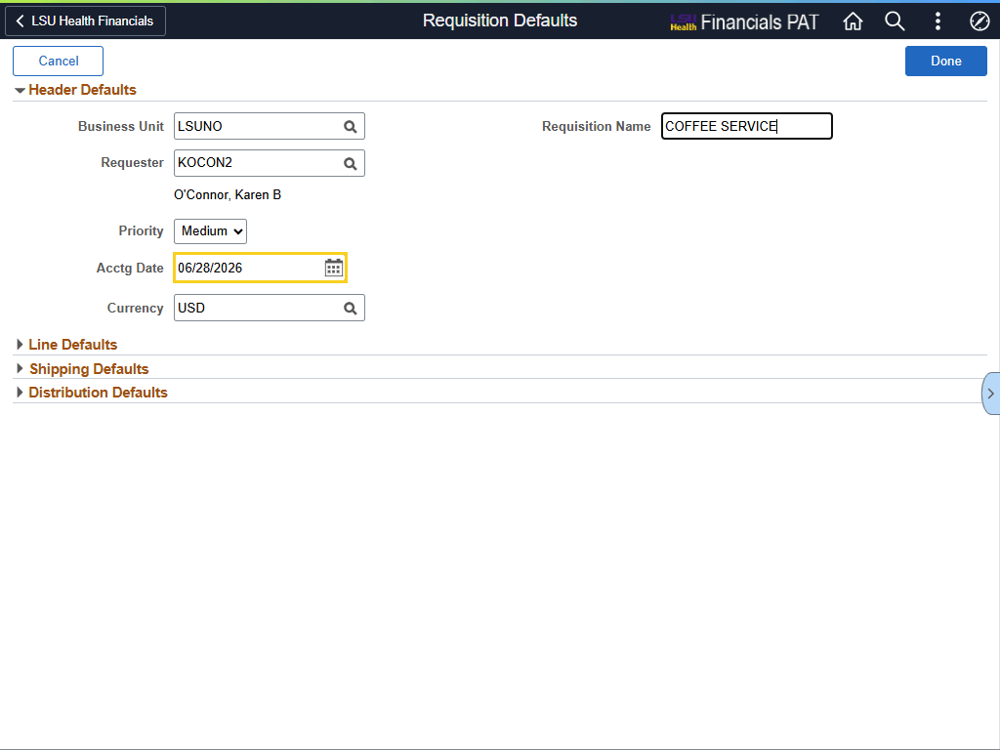 LSU Health Financials
Requisition Defaults
LSU Health Financials PAT
Cancel
Done
Header Defaults
Business Unit LSUNO
Requisition Name COFFEE SERVICE
Requester KOCON2
O'Connor, Karen B
Priority Medium
Acctg Date 06/28/2026
Currency USD
Line Defaults
Shipping Defaults
Distribution Defaults